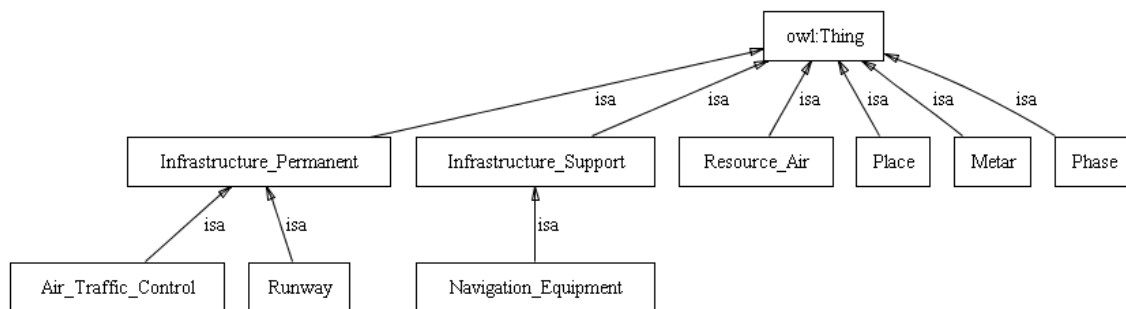 owl:Thing
isa
isa
isa
isa
isa
isa
Infrastructure_Permanent
Infrastructure_Support
Resource_Air
Place
Metar
Phase
isa
isa
isa
Air_Traffic_Control
Runway
Navigation_Equipment